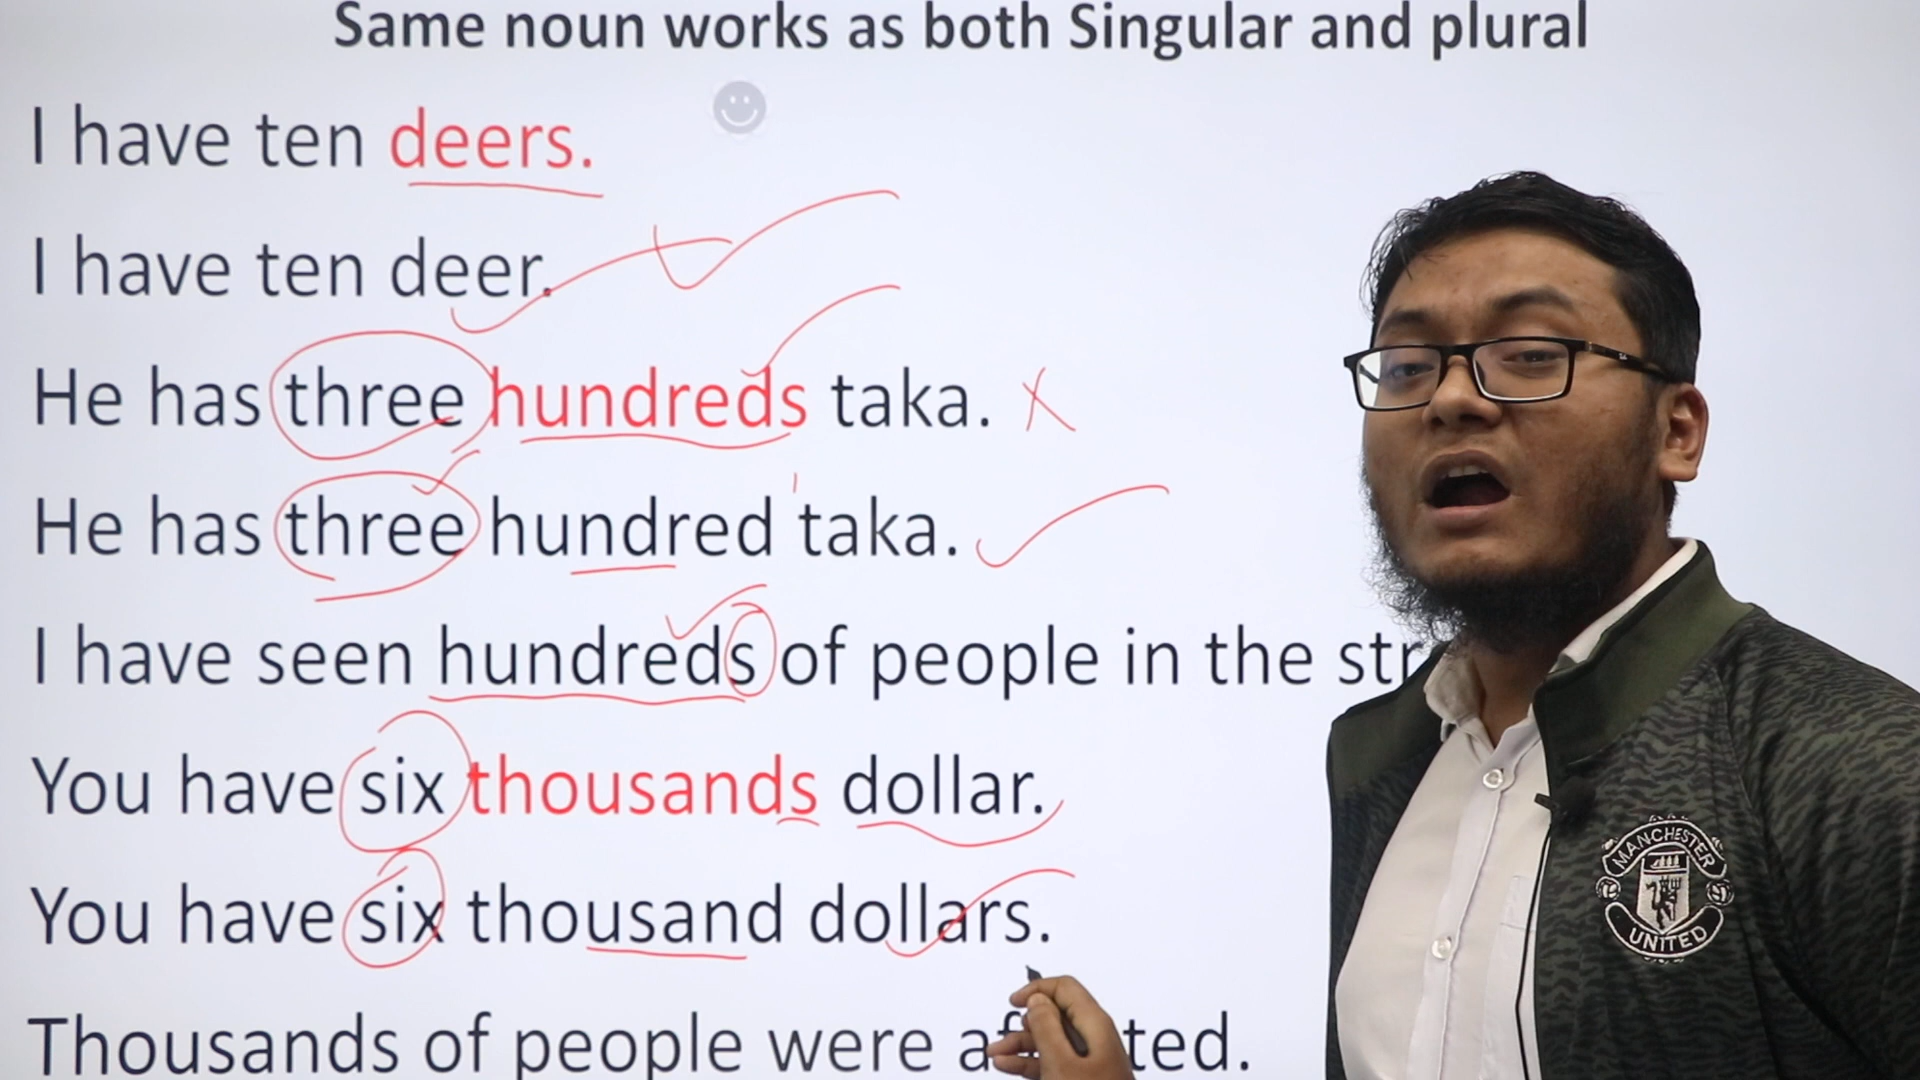 Same noun works as both Singular and plural
I have ten deers.
I have ten deer.
He has three hundreds taka. X
He has three hundred taka.
I have seen hundreds of people in the
You have six thousands dollar.
You have six thousand dollars.
Thousands of people were
MANCHESTER
UNITED